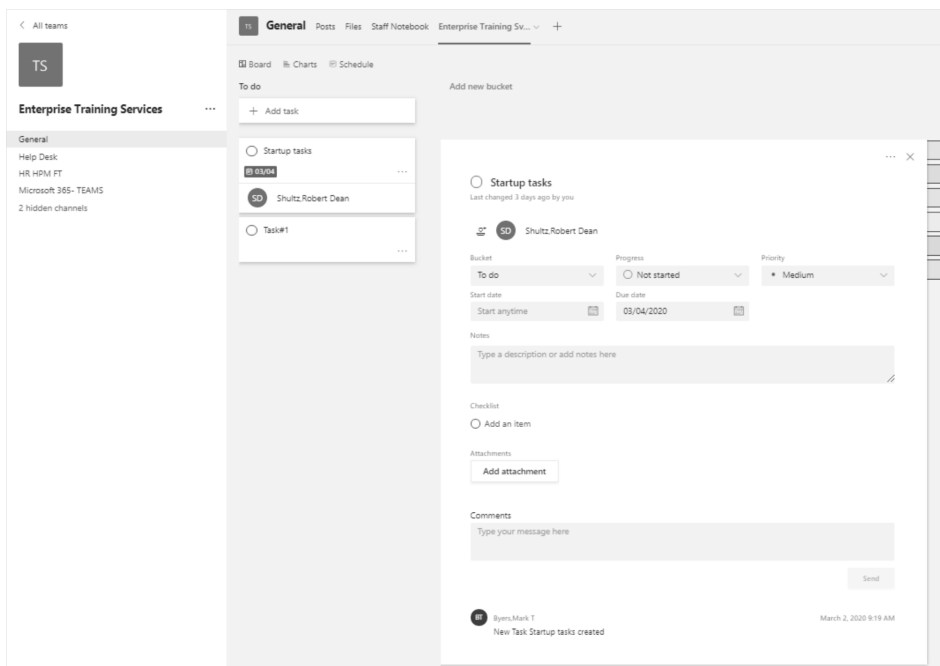 All teams
TS
Enterprise Training Services ...
General
Help Desk
HR HPM FT
Microsoft 365- TEAMS
2 hidden channels
TS General Posts Files Staff Notebook Enterprise Training Sv... +
Board Charts Schedule
To do
Add new bucket
+ Add task
Startup tasks
03/04
...
SD Shultz,Robert Dean
Task#1
...
...
Startup tasks
Last changed 3 days ago by you
SD Shultz,Robert Dean
Bucket Progress Priority
To do Not started Medium
Start date Due date
Start anytime 03/04/2020
Notes
Type a description or add notes here
Checklist
Add an item
Attachments
Add attachment
Comments
Type your message here
Send
BT Byers,Mark T March 2, 2020 9:19 AM
New Task Startup tasks created